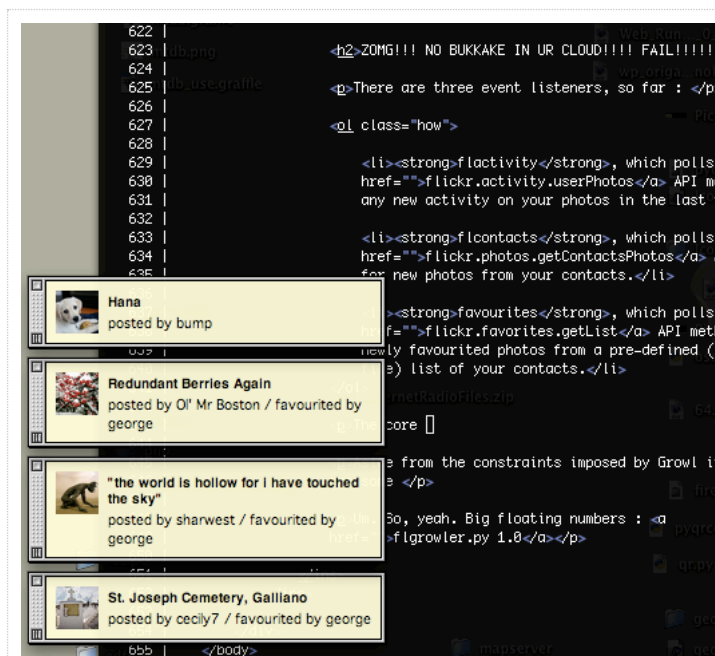 622 |
623 | <h2>ZOMG!!! NO BUKKAKE IN UR CLOUD!!!! FAIL!!!!!
624 |
625 | <p>There are three event listeners, so far : </p
626 |
627 | <ol class="how">
628 |
629 | <li><strong>flactivity</strong>, which polls
630 | href="">flickr.activity.userPhotos</a> API m
631 | any new activity on your photos in the last
632 |
633 | <li><strong>flcontacts</strong>, which polls
634 | href="">flickr.photos.getContactsPhotos</a>
635 | for new photos from your contacts.</li>
Hana
posted by bump
<strong>favourites</strong>, which polls
f="">flickr.favorites.getList</a> API met
newly favourited photos from a pre-defined (
) list of your contacts.</li>
Redundant Berries Again
posted by Ol' Mr Boston / favourited by
george
core
from the constraints imposed by Growl i
</p>
"the world is hollow for i have touched
the sky"
posted by sharwest / favourited by
george
So, yeah. Big floating numbers : <a
>flgrowler.py 1.0</a></p>
St. Joseph Cemetery, Galliano
posted by cecily7 / favourited by george
655 | </body>
mapserver